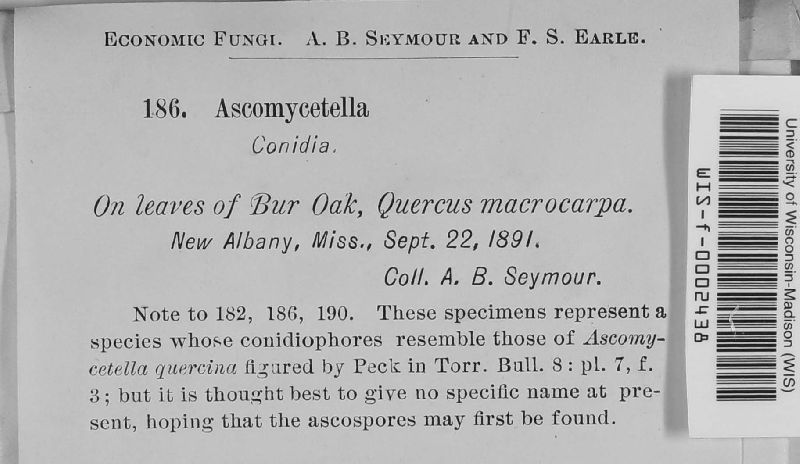 ECONOMIC FUNGI. A. B. SEYMOUR AND F. S. EARLE.
186. Ascomycetella
Conidia.
On leaves of Bur Oak, Quercus macrocarpa.
New Albany, Miss., Sept. 22, 1891.
Coll. A. B. Seymour.
Note to 182, 186, 190. These specimens represent a
species whose conidiophores resemble those of Ascomy-
cetella quercina figured by Peck in Torr. Bull. 8 : pl. 7, f.
3 ; but it is thought best to give no specific name at pre-
sent, hoping that the ascospores may first be found.
WIS-f-0002438
University of Wisconsin-Madison (WIS)